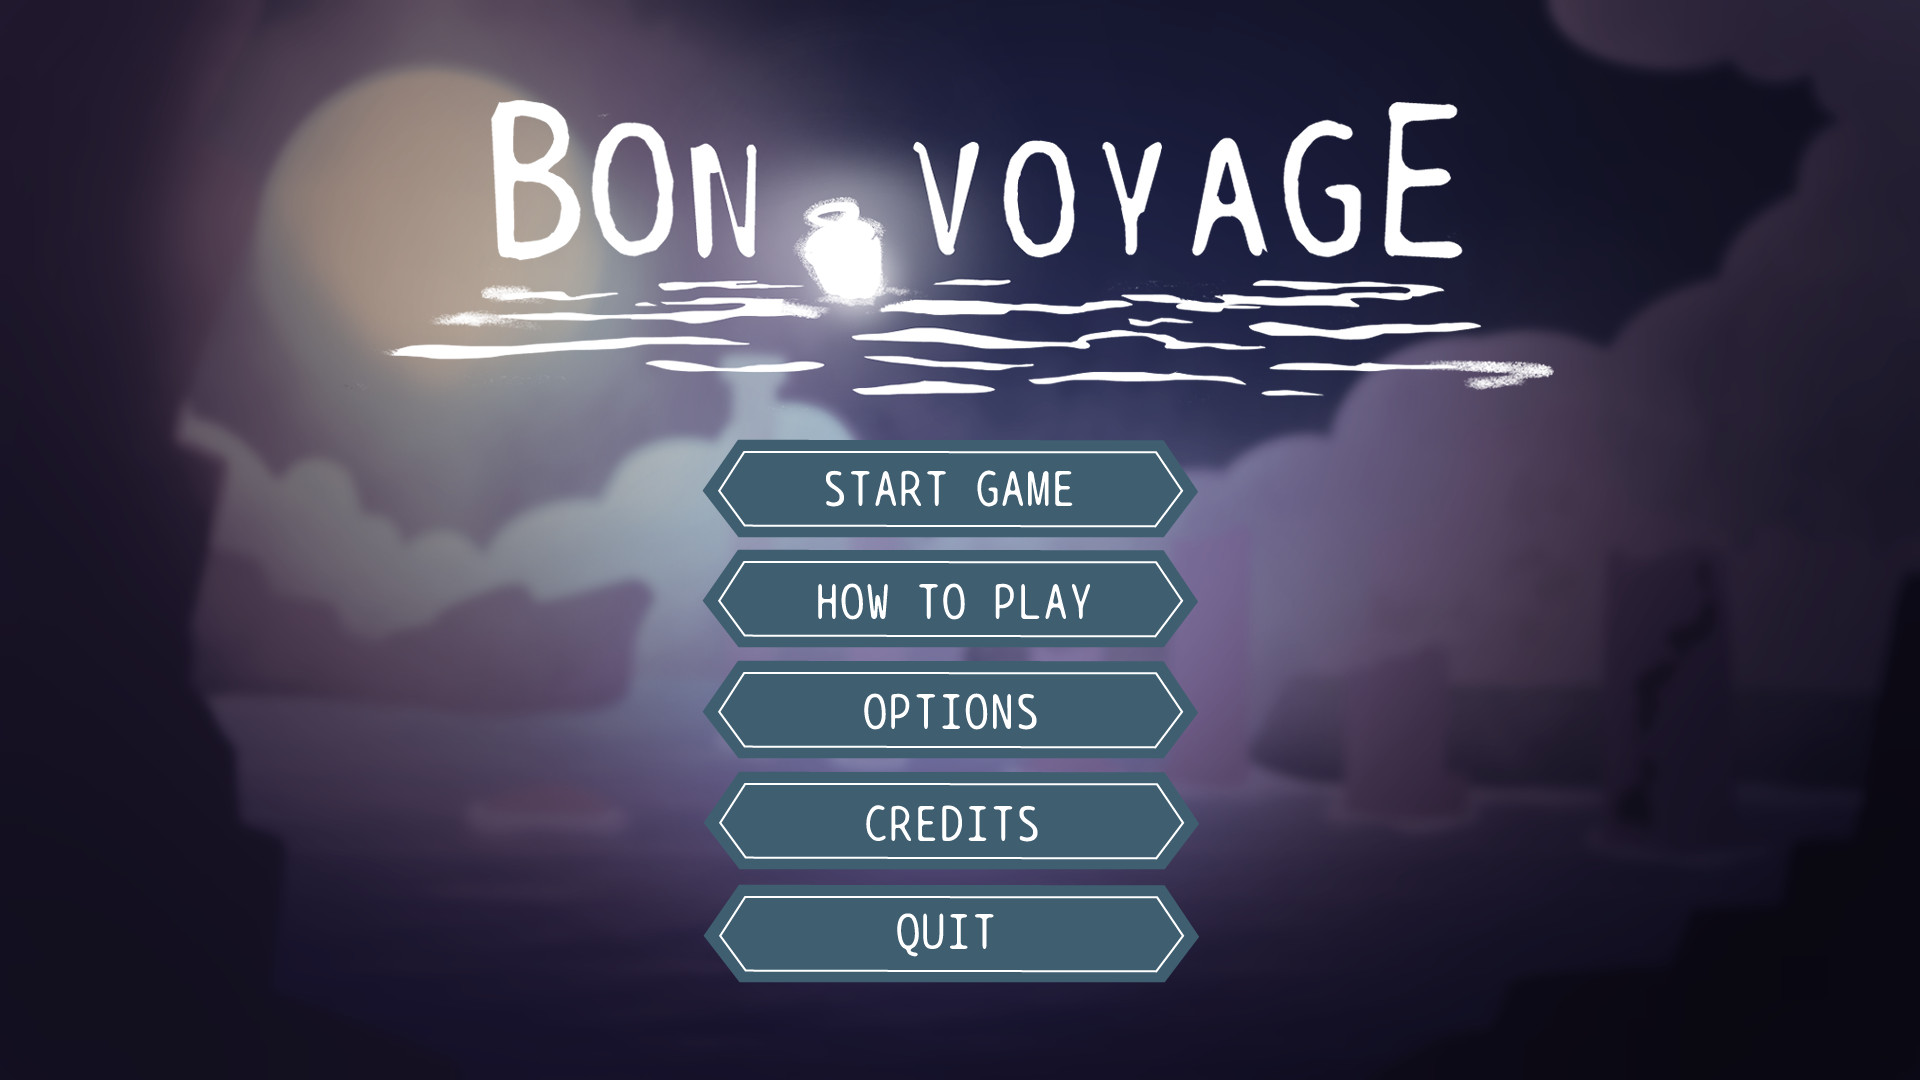 BON VOYAGE
START GAME
HOW TO PLAY
OPTIONS
CREDITS
QUIT